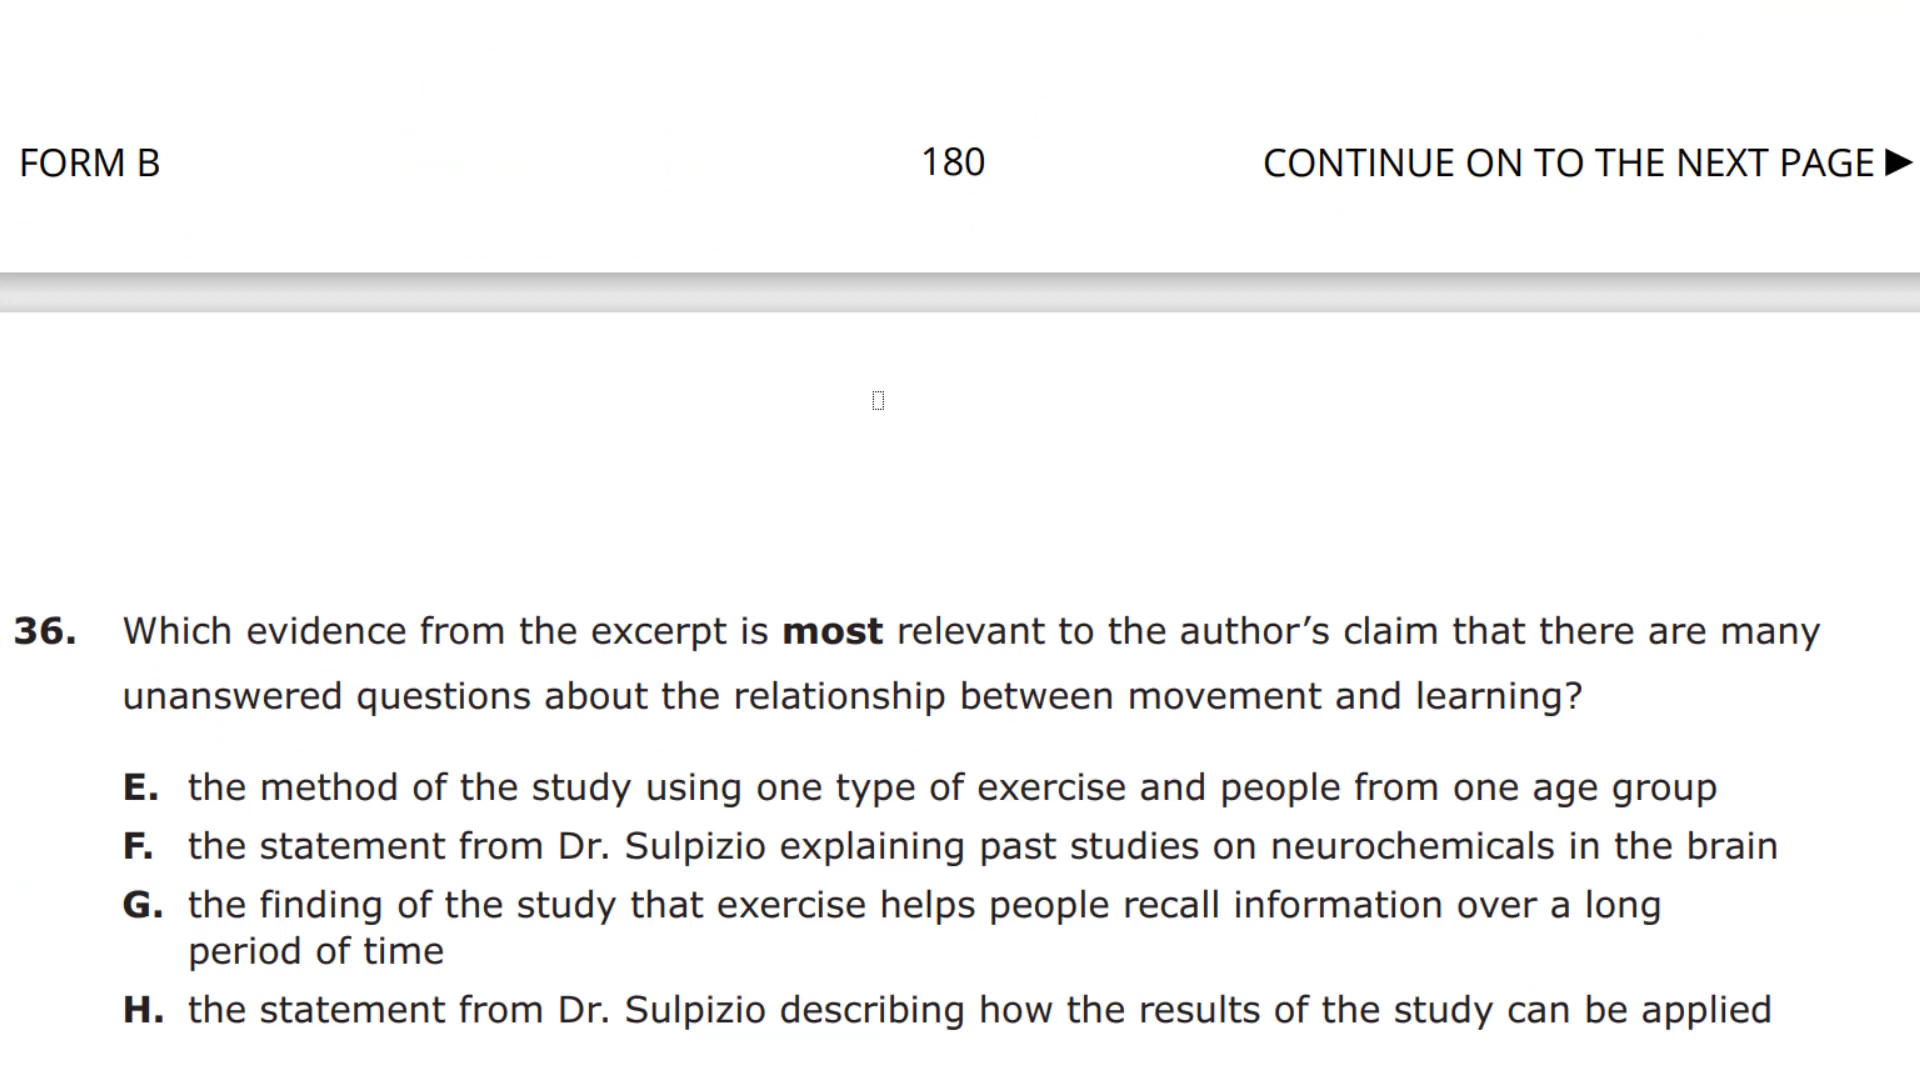 FORM B 180 CONTINUE ON TO THE NEXT PAGE ▶
36. Which evidence from the excerpt is most relevant to the author’s claim that there are many
unanswered questions about the relationship between movement and learning?
E. the method of the study using one type of exercise and people from one age group
F. the statement from Dr. Sulpizio explaining past studies on neurochemicals in the brain
G. the finding of the study that exercise helps people recall information over a long
period of time
H. the statement from Dr. Sulpizio describing how the results of the study can be applied